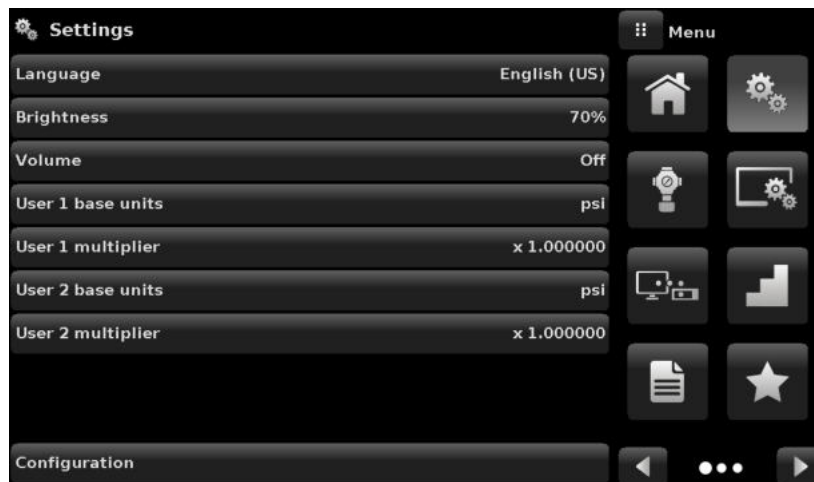 Settings
Menu
Language English (US)
Brightness 70%
Volume Off
User 1 base units psi
User 1 multiplier x 1.000000
User 2 base units psi
User 2 multiplier x 1.000000
Configuration